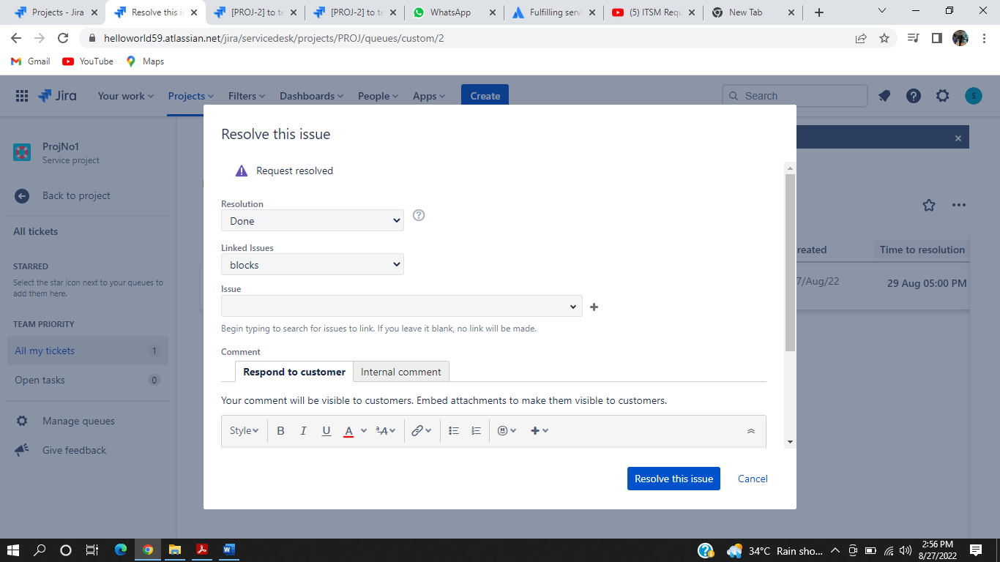 Projects - Jira
Resolve this i
[PROJ-2] to te
[PROJ-2] to te
WhatsApp
Fulfilling serv
(5) ITSM Requ
New Tab
helloworld59.atlassian.net/jira/servicedesk/projects/PROJ/queues/custom/2
Gmail
YouTube
Maps
Jira
Your work
Projects
Filters
Dashboards
People
Apps
Create
Search
S
ProjNo1
Service project
Back to project
All tickets
STARRED
Select the star icon next to your queues to
add them here.
TEAM PRIORITY
All my tickets 1
Open tasks 0
Manage queues
Give feedback
Resolve this issue
Request resolved
Resolution
Done
Linked Issues
blocks
Issue
Begin typing to search for issues to link. If you leave it blank, no link will be made.
Comment
Respond to customer
Internal comment
Your comment will be visible to customers. Embed attachments to make them visible to customers.
Style B I U A ªA
Resolve this issue
Cancel
reated
Time to resolution
7/Aug/22
29 Aug 05:00 PM
34°C Rain sho...
2:56 PM
8/27/2022